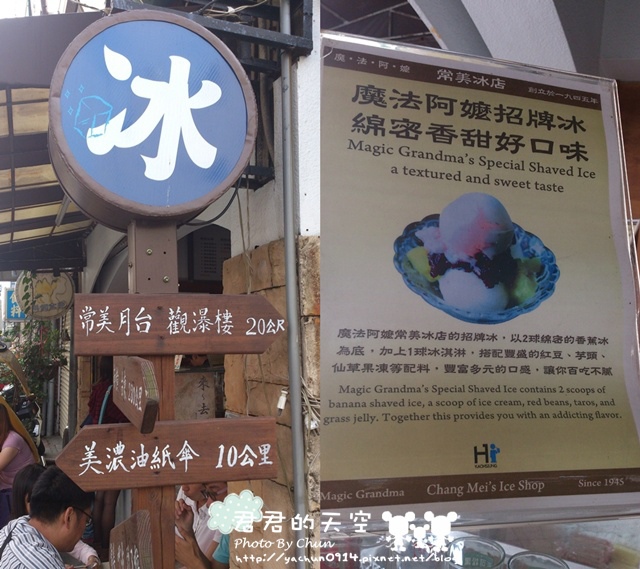 冰
常美月台 觀瀑樓 20公尺
美濃油紙傘 10公里
君君的天空
Photo By Chun
http://yachun0914.pixnet.net/blog
魔・法・阿・嬤
常美冰店
創立於一九四五年
魔法阿嬤招牌冰
綿密香甜好口味
Magic Grandma's Special Shaved Ice
a textured and sweet taste
魔法阿嬤常美冰店的招牌冰，以2球綿密的香蕉冰
為底，加上1球冰淇淋，搭配豐盛的紅豆、芋頭、
仙草果凍等配料，豐富多元的口感，讓你百吃不膩
Magic Grandma's Special Shaved Ice contains 2 scoops of
banana shaved ice, a scoop of ice cream, red beans, taros, and
grass jelly. Together this provides you with an addicting flavor.
Hi
KAOHSIUNG
Magic Grandma
Chang Mei's Ice Shop
Since 1945